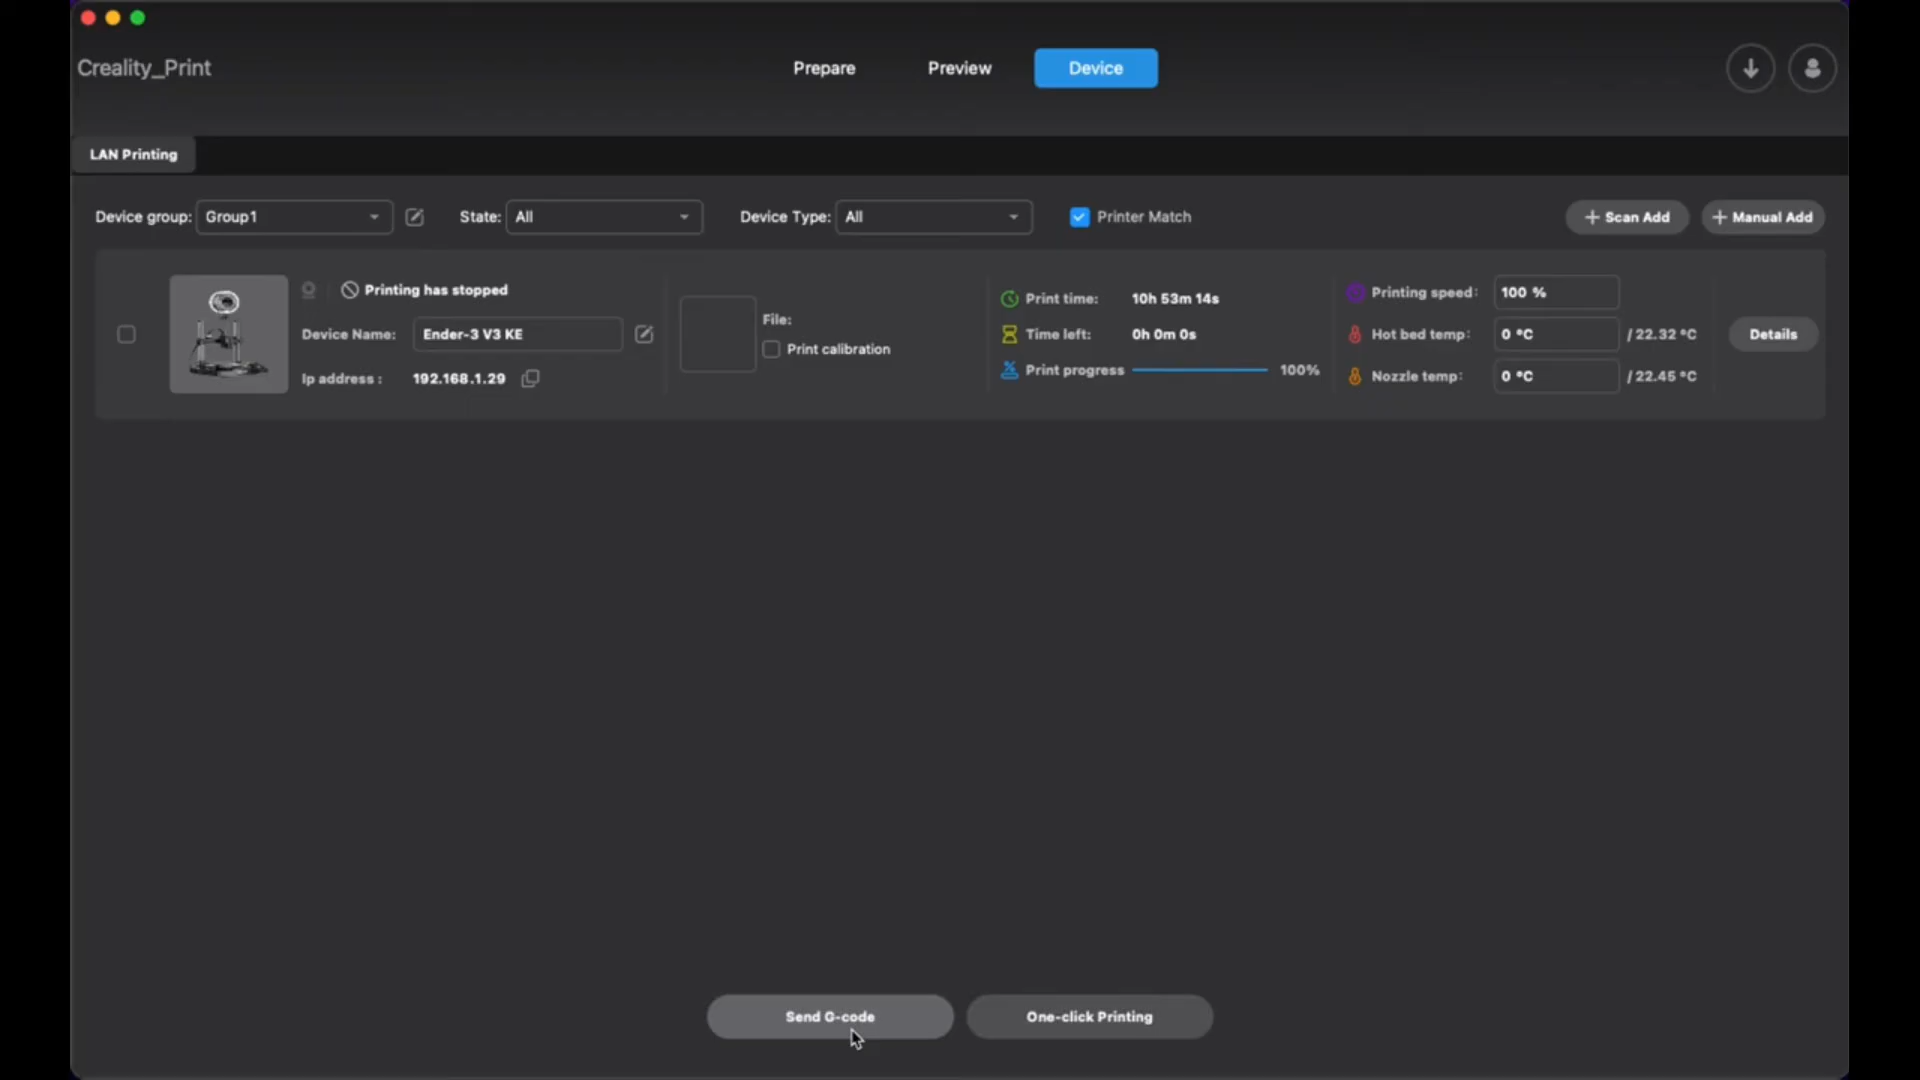 Creality_Print
Prepare
Preview
Device
LAN Printing
Device group: Group1
State: All
Device Type: All
Printer Match
+ Scan Add
+ Manual Add
Printing has stopped
Device Name: Ender-3 V3 KE
Ip address : 192.168.1.29
File:
Print calibration
Print time: 10h 53m 14s
Time left: 0h 0m 0s
Print progress 100%
Printing speed: 100 %
Hot bed temp: 0 °C / 22.32 °C
Nozzle temp: 0 °C / 22.45 °C
Details
Send G-code
One-click Printing